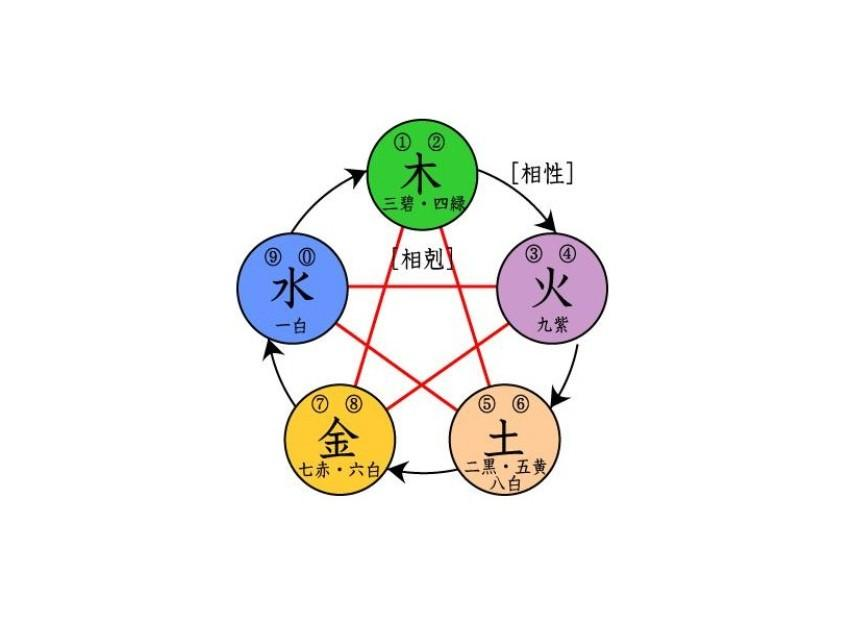 ① ②
木
三碧・四緑
[相性]
[相剋]
⑨ ⓪
水
一白
③ ④
火
九紫
⑦ ⑧
金
七赤・六白
⑤ ⑥
土
二黒・五黄
八白